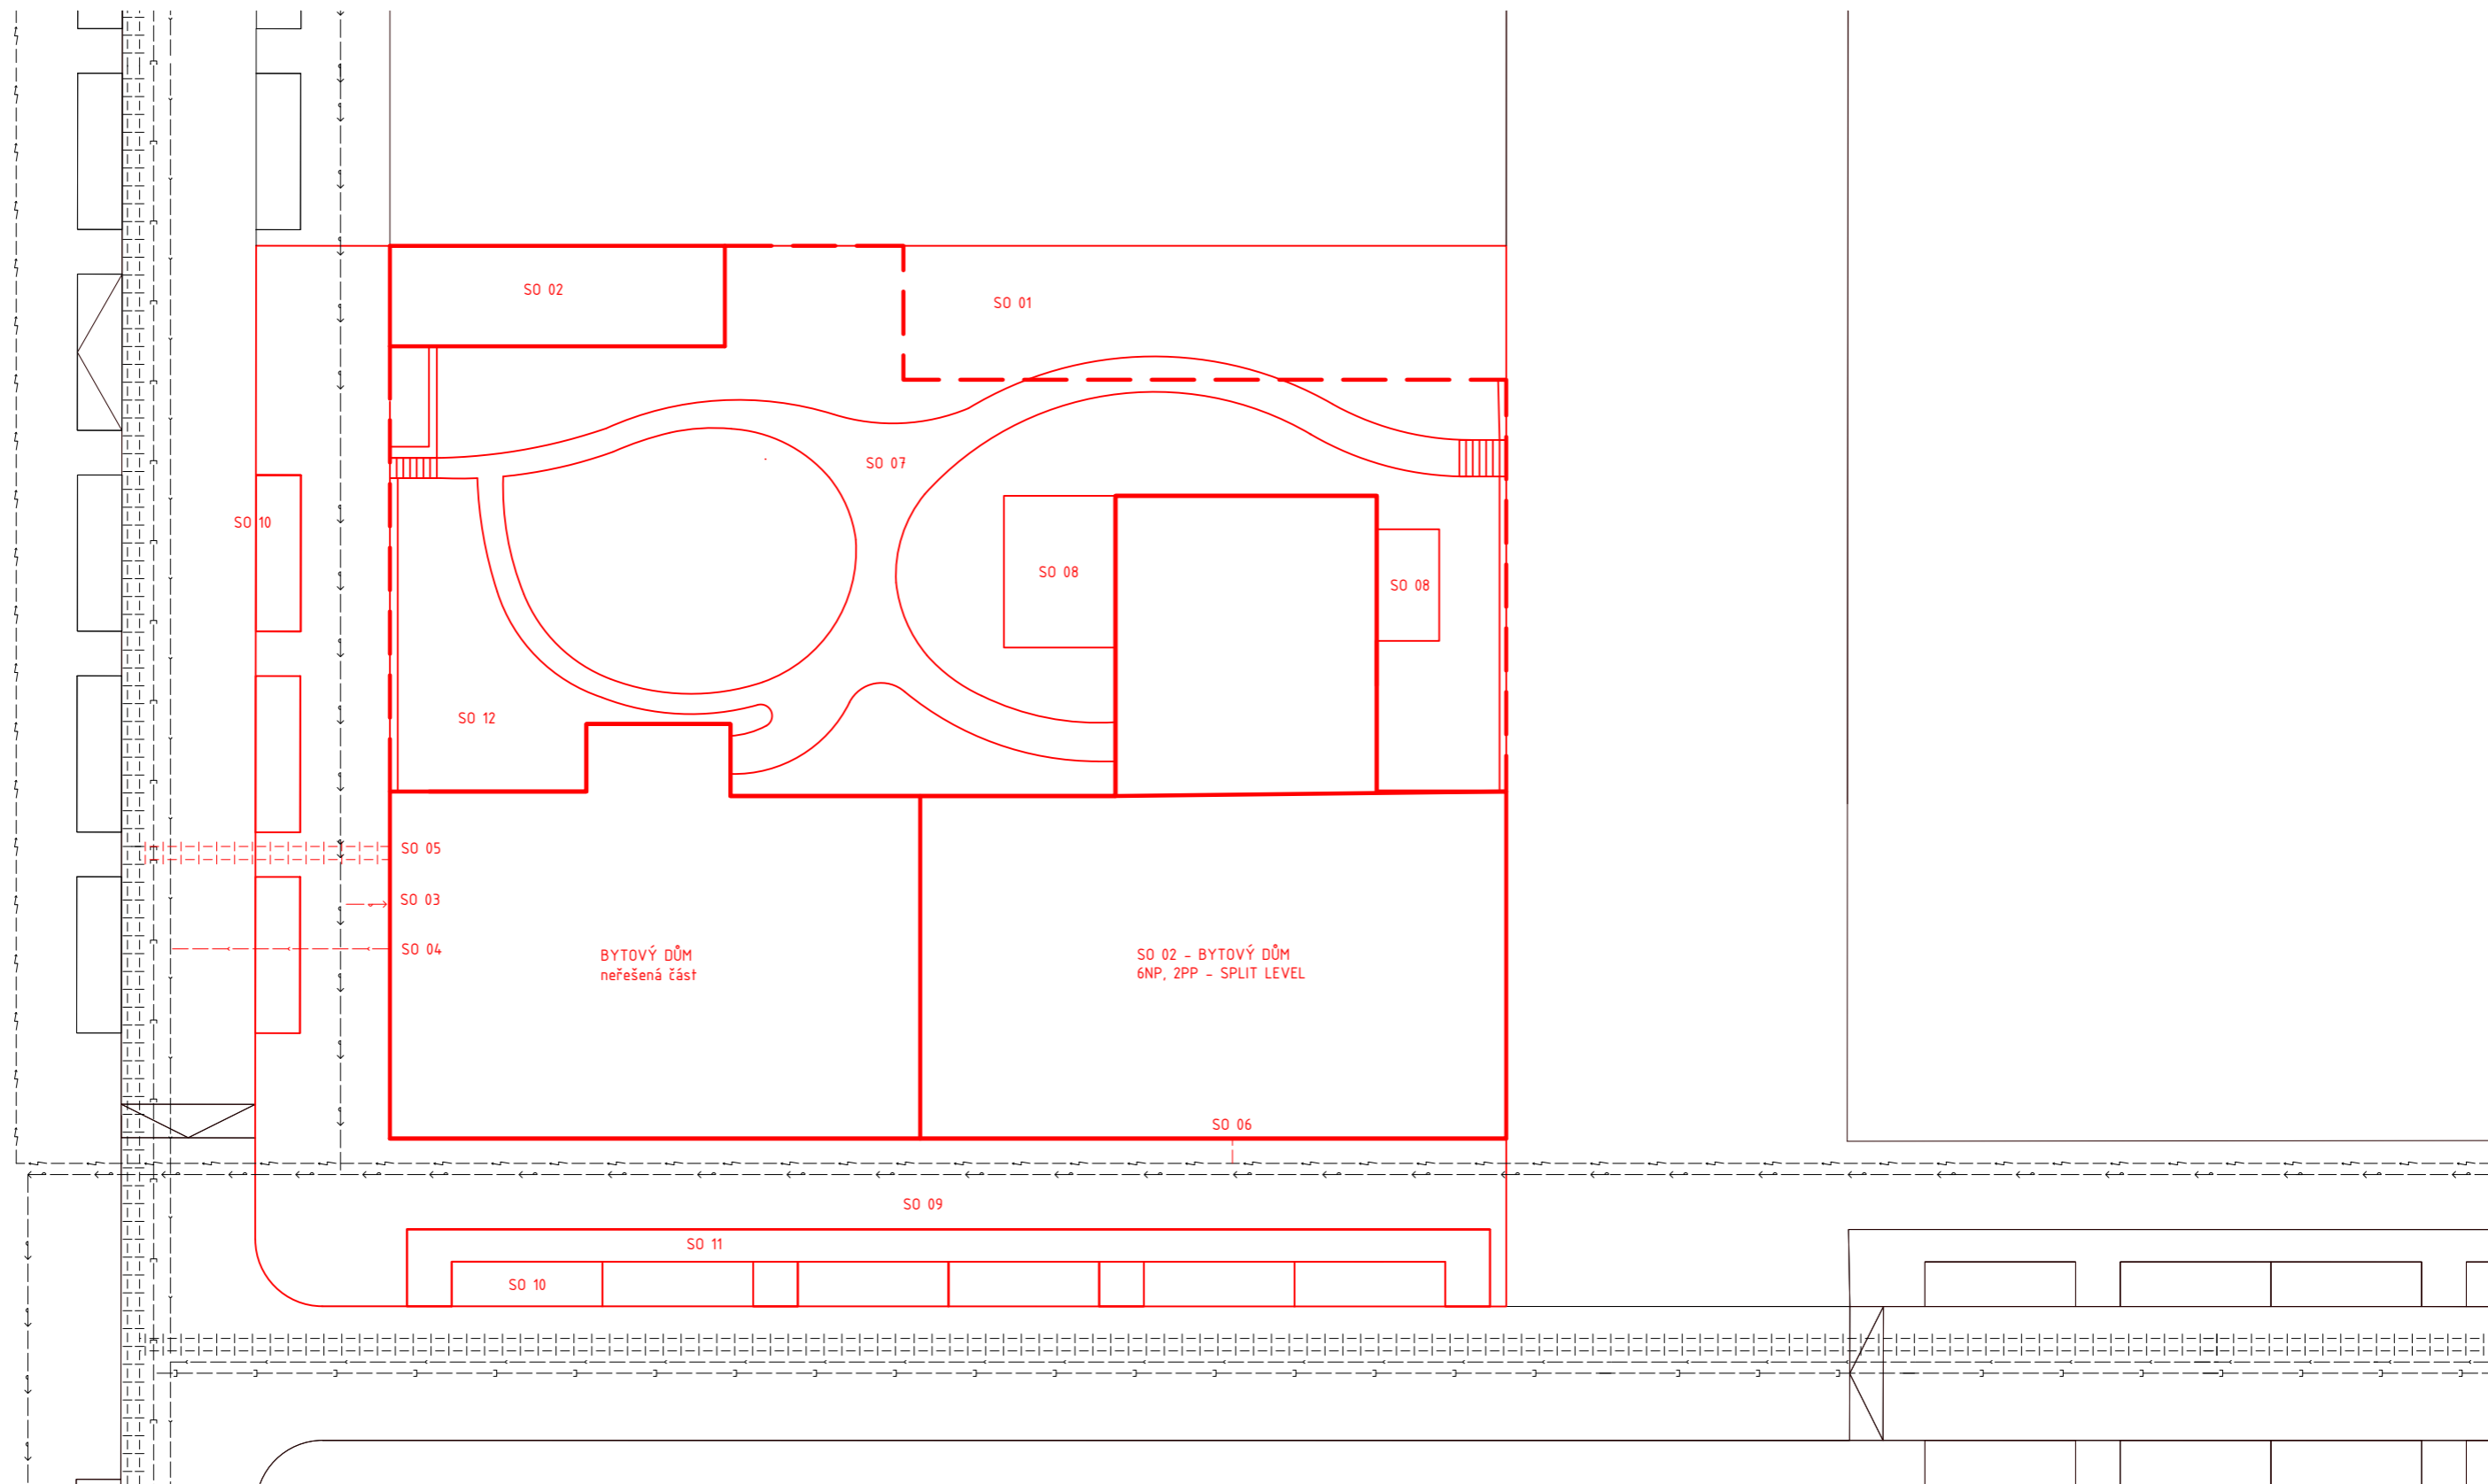 SO 02
SO 01
SO 07
SO 10
SO 08
SO 08
SO 12
SO 05
SO 03
SO 04
BYTOVÝ DŮM
neřešená část
SO 02 - BYTOVÝ DŮM
6NP, 2PP - SPLIT LEVEL
SO 06
SO 09
SO 11
SO 10